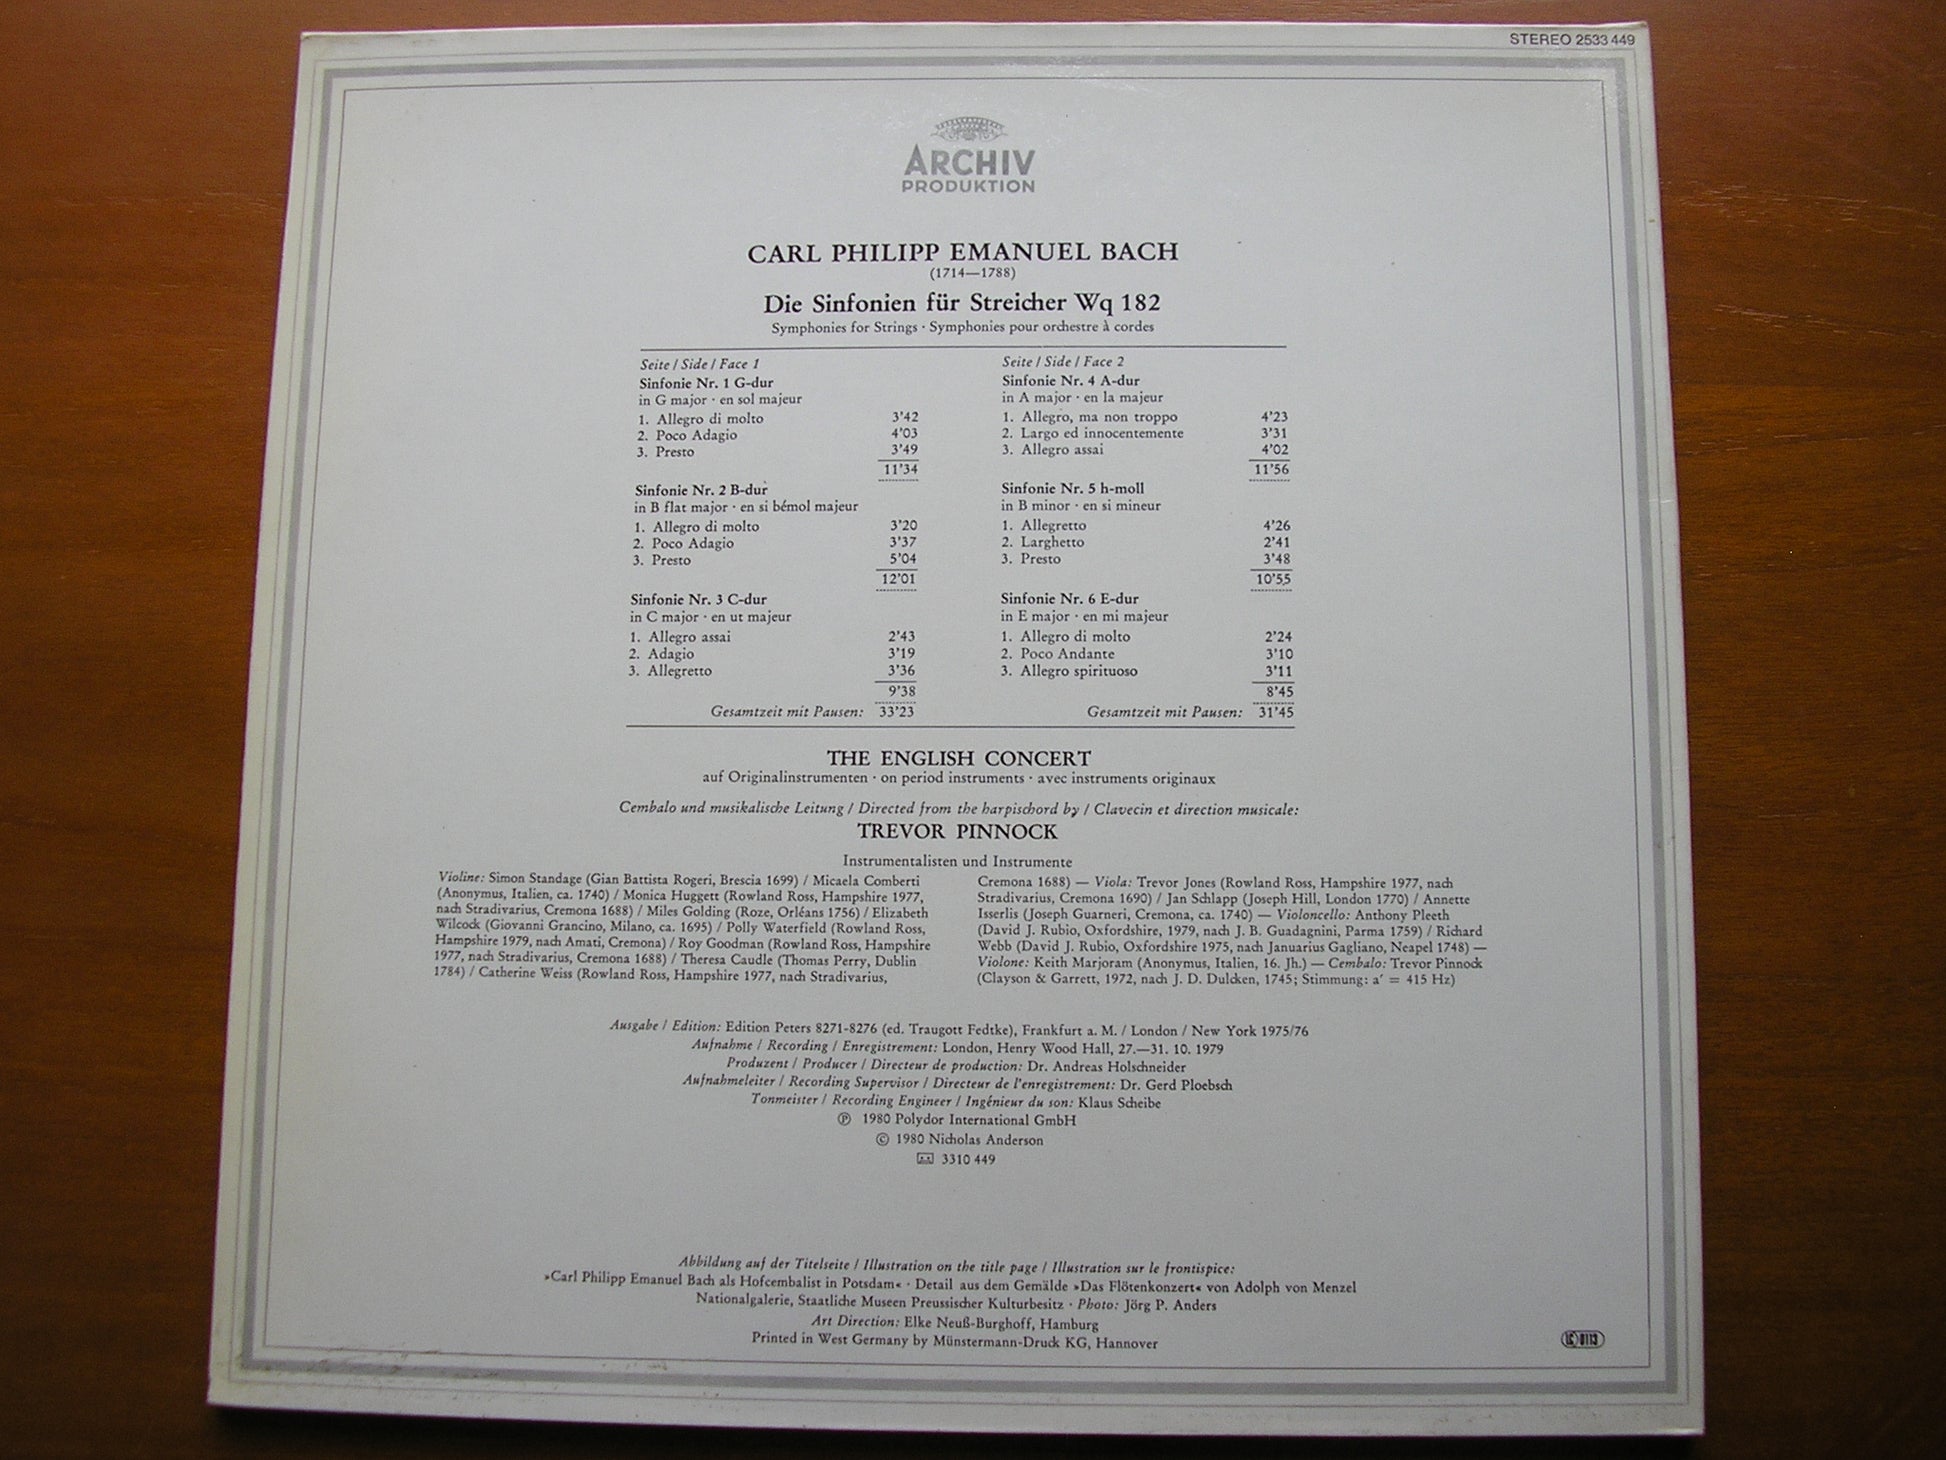 STEREO 2533 449
ARCHIV
PRODUKTION
CARL PHILIPP EMANUEL BACH
(1714—1788)
Die Sinfonien für Streicher Wq 182
Symphonies for Strings · Symphonies pour orchestre à cordes
Seite / Side / Face 1
Sinfonie Nr. 1 G-dur
in G major · en sol majeur
1. Allegro di molto 3'42
2. Poco Adagio 4'03
3. Presto 3'49
11'34
Sinfonie Nr. 2 B-dur
in B flat major · en si bémol majeur
1. Allegro di molto 3'20
2. Poco Adagio 3'37
3. Presto 5'04
12'01
Sinfonie Nr. 3 C-dur
in C major · en ut majeur
1. Allegro assai 2'43
2. Adagio 3'19
3. Allegretto 3'36
9'38
Gesamtzeit mit Pausen: 33'23
Seite / Side / Face 2
Sinfonie Nr. 4 A-dur
in A major · en la majeur
1. Allegro, ma non troppo 4'23
2. Largo ed innocentemente 3'31
3. Allegro assai 4'02
11'56
Sinfonie Nr. 5 h-moll
in B minor · en si mineur
1. Allegretto 4'26
2. Larghetto 2'41
3. Presto 3'48
10'55
Sinfonie Nr. 6 E-dur
in E major · en mi majeur
1. Allegro di molto 2'24
2. Poco Andante 3'10
3. Allegro spirituoso 3'11
8'45
Gesamtzeit mit Pausen: 31'45
THE ENGLISH CONCERT
auf Originalinstrumenten · on period instruments · avec instruments originaux
Cembalo und musikalische Leitung / Directed from the harpischord by / Clavecin et direction musicale:
TREVOR PINNOCK
Instrumentalisten und Instrumente
Violine: Simon Standage (Gian Battista Rogeri, Brescia 1699) / Micaela Comberti
(Anonymus, Italien, ca. 1740) / Monica Huggett (Rowland Ross, Hampshire 1977,
nach Stradivarius, Cremona 1688) / Miles Golding (Roze, Orléans 1756) / Elizabeth
Wilcock (Giovanni Grancino, Milano, ca. 1695) / Polly Waterfield (Rowland Ross,
Hampshire 1979, nach Amati, Cremona) / Roy Goodman (Rowland Ross, Hampshire
1977, nach Stradivarius, Cremona 1688) / Theresa Caudle (Thomas Perry, Dublin
1784) / Catherine Weiss (Rowland Ross, Hampshire 1977, nach Stradivarius,
Cremona 1688) — Viola: Trevor Jones (Rowland Ross, Hampshire 1977, nach
Stradivarius, Cremona 1690) / Jan Schlapp (Joseph Hill, London 1770) / Annette
Isserlis (Joseph Guarneri, Cremona, ca. 1740) — Violoncello: Anthony Pleeth
(David J. Rubio, Oxfordshire, 1979, nach J. B. Guadagnini, Parma 1759) / Richard
Webb (David J. Rubio, Oxfordshire 1975, nach Januarius Gagliano, Neapel 1748) —
Violone: Keith Marjoram (Anonymus, Italien, 16. Jh.) — Cembalo: Trevor Pinnock
(Clayson & Garrett, 1972, nach J. D. Dulcken, 1745; Stimmung: a' = 415 Hz)
Ausgabe / Edition: Edition Peters 8271-8276 (ed. Traugott Fedtke), Frankfurt a. M. / London / New York 1975/76
Aufnahme / Recording / Enregistrement: London, Henry Wood Hall, 27.—31. 10. 1979
Produzent / Producer / Directeur de production: Dr. Andreas Holschneider
Aufnahmeleiter / Recording Supervisor / Directeur de l'enregistrement: Dr. Gerd Ploebsch
Tonmeister / Recording Engineer / Ingénieur du son: Klaus Scheibe
℗ 1980 Polydor International GmbH
© 1980 Nicholas Anderson
3310 449
Abbildung auf der Titelseite / Illustration on the title page / Illustration sur le frontispice:
»Carl Philipp Emanuel Bach als Hofcembalist in Potsdam« · Detail aus dem Gemälde »Das Flötenkonzert« von Adolph von Menzel
Nationalgalerie, Staatliche Museen Preussischer Kulturbesitz · Photo: Jörg P. Anders
Art Direction: Elke Neuß-Burghoff, Hamburg
Printed in West Germany by Münstermann-Druck KG, Hannover
LC 0113